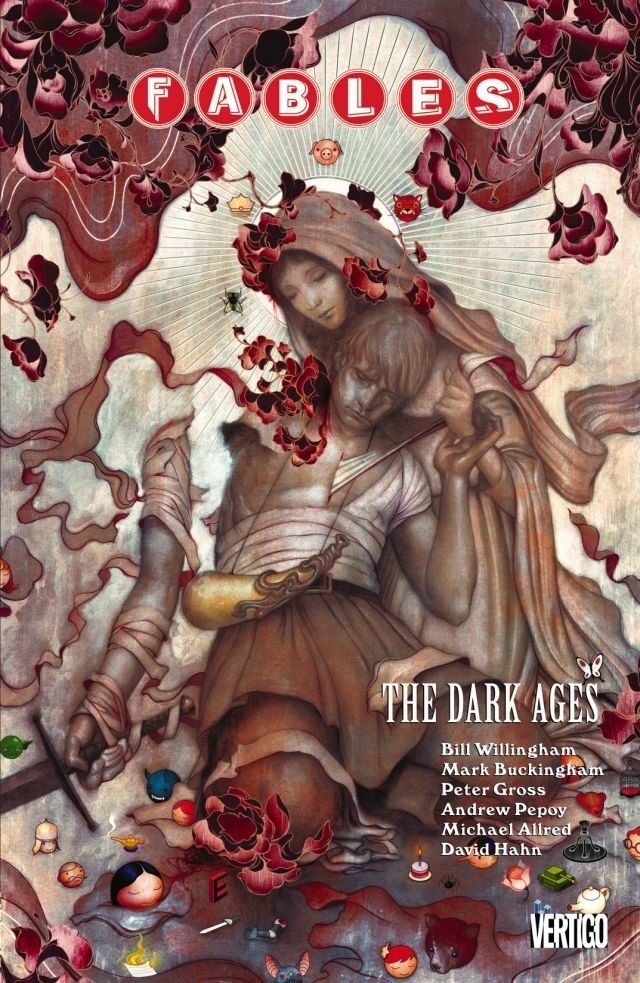 FABLES
THE DARK AGES
Bill Willingham
Mark Buckingham
Peter Gross
Andrew Pepoy
Michael Allred
David Hahn
E
VERTIGO